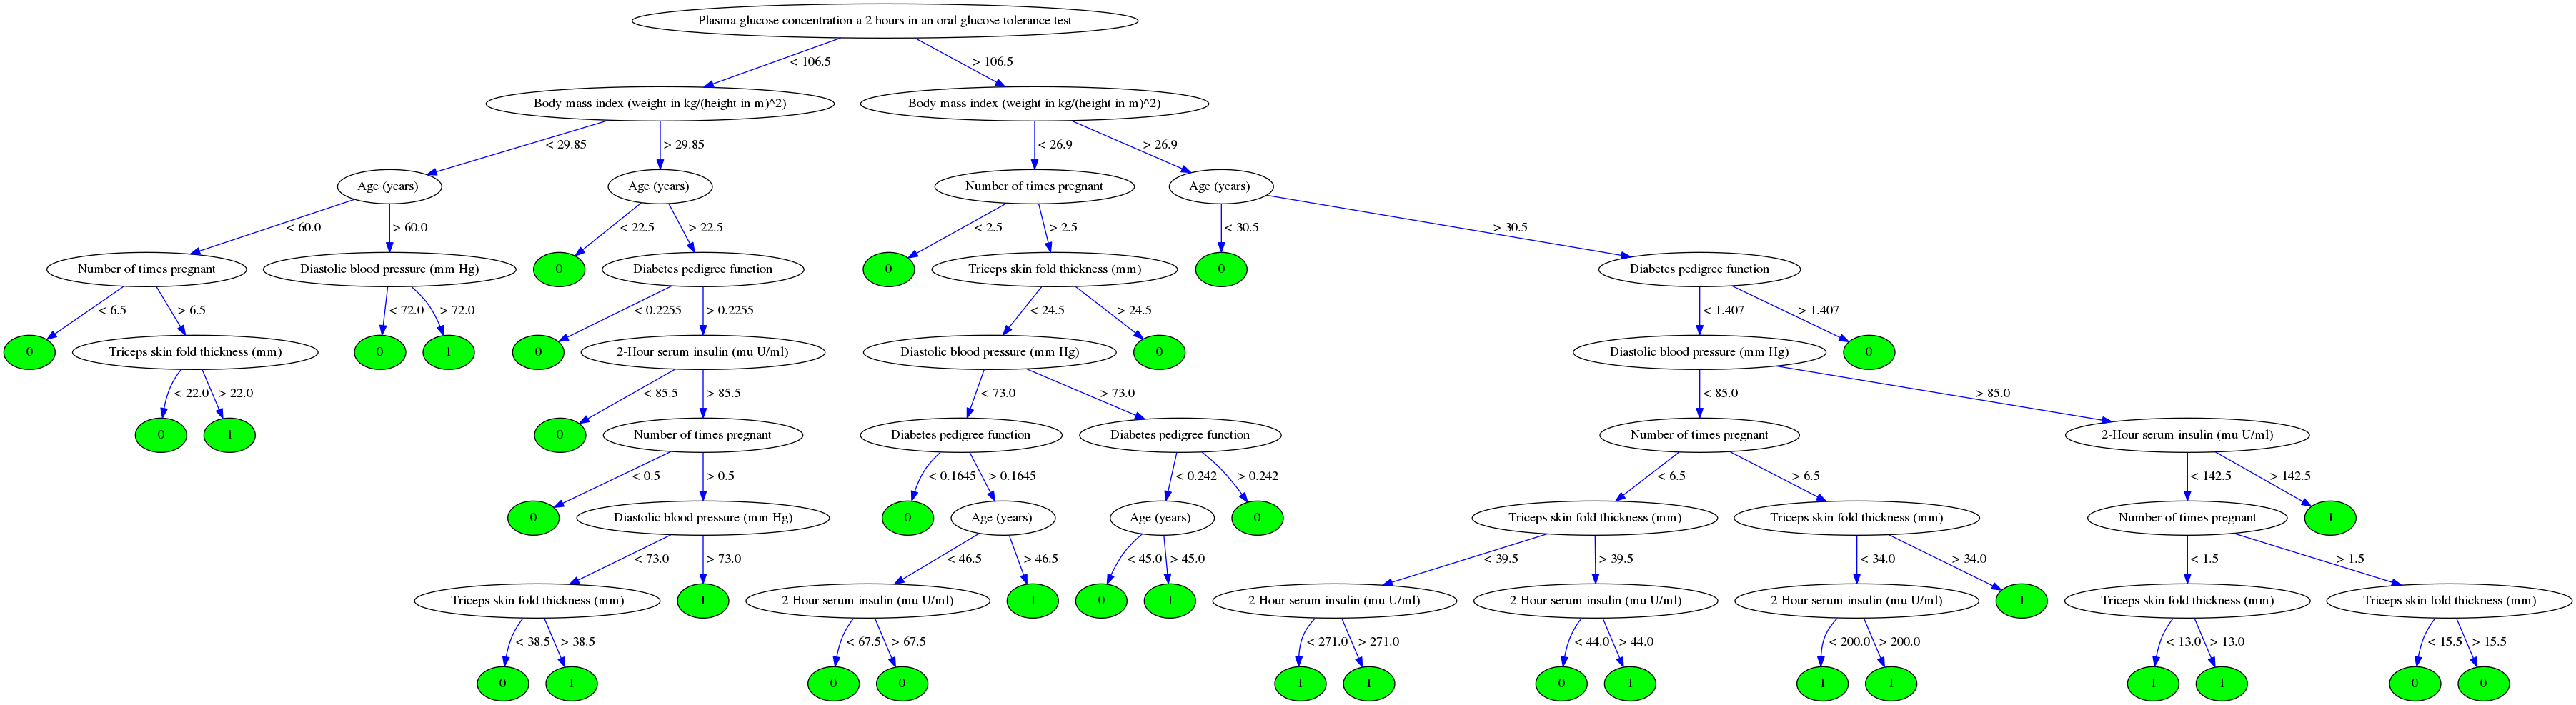 Plasma glucose concentration a 2 hours in an oral glucose tolerance test
< 106.5 > 106.5
Body mass index (weight in kg/(height in m)^2) Body mass index (weight in kg/(height in m)^2)
< 29.85 > 29.85 < 26.9 > 26.9
Age (years) Age (years) Number of times pregnant Age (years)
< 60.0 > 60.0 < 22.5 > 22.5 < 2.5 > 2.5 < 30.5 > 30.5
Number of times pregnant Diastolic blood pressure (mm Hg) 0 Diabetes pedigree function 0 Triceps skin fold thickness (mm) 0 Diabetes pedigree function
< 6.5 > 6.5 < 72.0 > 72.0 < 0.2255 > 0.2255 < 24.5 > 24.5 < 1.407 > 1.407
0 Triceps skin fold thickness (mm) 0 1 0 2-Hour serum insulin (mu U/ml) Diastolic blood pressure (mm Hg) 0 Diastolic blood pressure (mm Hg) 0
< 22.0 > 22.0 < 85.5 > 85.5 < 73.0 > 73.0 < 85.0 > 85.0
0 1 0 Number of times pregnant Diabetes pedigree function Diabetes pedigree function Number of times pregnant 2-Hour serum insulin (mu U/ml)
< 0.5 > 0.5 < 0.1645 > 0.1645 < 0.242 > 0.242 < 6.5 > 6.5 < 142.5 > 142.5
0 Diastolic blood pressure (mm Hg) 0 Age (years) Age (years) 0 Triceps skin fold thickness (mm) Triceps skin fold thickness (mm) Number of times pregnant 1
< 73.0 > 73.0 < 46.5 > 46.5 < 45.0 > 45.0 < 39.5 > 39.5 < 34.0 > 34.0 < 1.5 > 1.5
Triceps skin fold thickness (mm) 1 2-Hour serum insulin (mu U/ml) 1 0 1 2-Hour serum insulin (mu U/ml) 2-Hour serum insulin (mu U/ml) 2-Hour serum insulin (mu U/ml) 1 Triceps skin fold thickness (mm) Triceps skin fold thickness (mm)
< 38.5 > 38.5 < 67.5 > 67.5 < 271.0 > 271.0 < 44.0 > 44.0 < 200.0 > 200.0 < 13.0 > 13.0 < 15.5 > 15.5
0 1 0 0 1 1 0 1 1 1 1 1 0 0